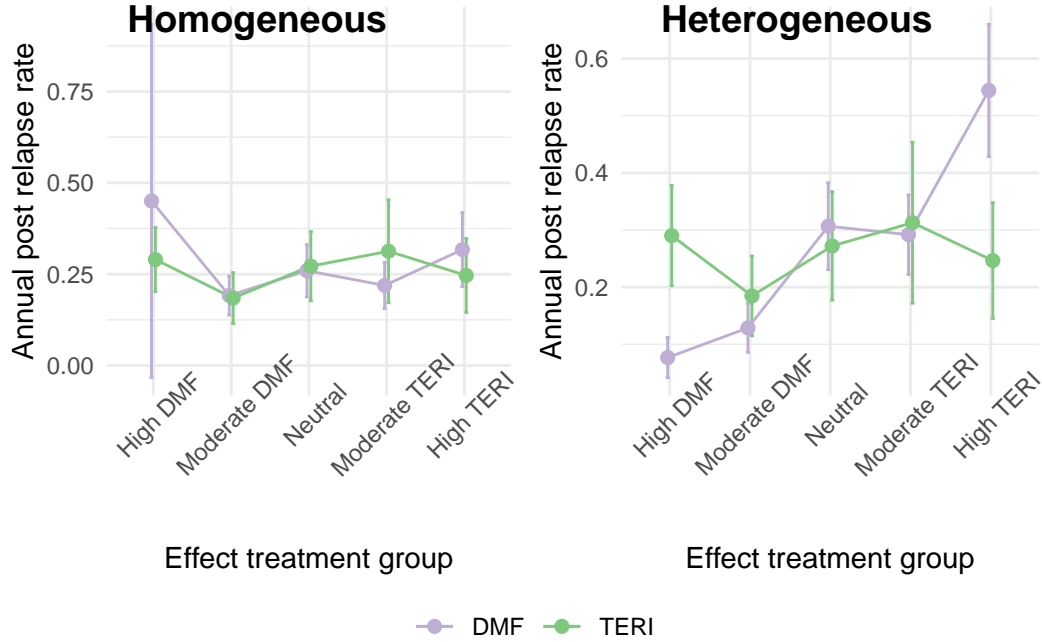 Homogeneous
Annual post relapse rate
0.75
0.50
0.25
0.00
High DMF
Moderate DMF
Neutral
Moderate TERI
High TERI
Effect treatment group
Heterogeneous
Annual post relapse rate
0.6
0.4
0.2
High DMF
Moderate DMF
Neutral
Moderate TERI
High TERI
Effect treatment group
DMF TERI